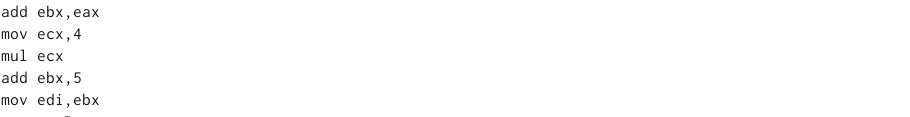 add ebx,eax
mov ecx,4
mul ecx
add ebx,5
mov edi,ebx